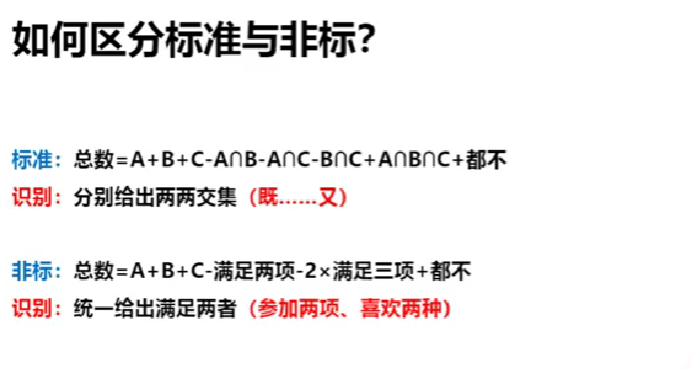 如何区分标准与非标？
标准：总数=A+B+C-A∩B-A∩C-B∩C+A∩B∩C+都不
识别：分别给出两两交集（既……又）
非标：总数=A+B+C-满足两项-2×满足三项+都不
识别：统一给出满足两者（参加两项、喜欢两种）